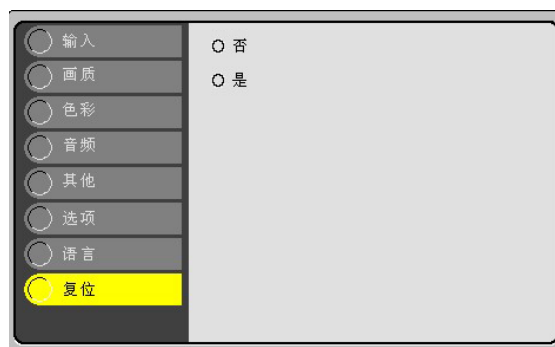 输入
画质
色彩
音频
其他
选项
语言
复位
否
是